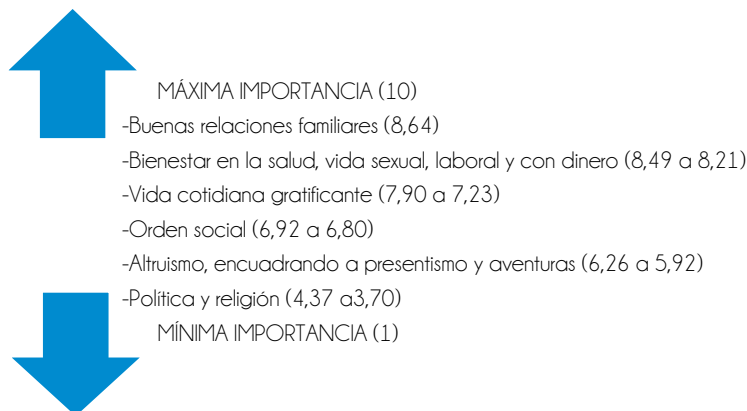 MÁXIMA IMPORTANCIA (10)
-Buenas relaciones familiares (8,64)
-Bienestar en la salud, vida sexual, laboral y con dinero (8,49 a 8,21)
-Vida cotidiana gratificante (7,90 a 7,23)
-Orden social (6,92 a 6,80)
-Altruismo, encuadrando a presentismo y aventuras (6,26 a 5,92)
-Política y religión (4,37 a3,70)
MÍNIMA IMPORTANCIA (1)